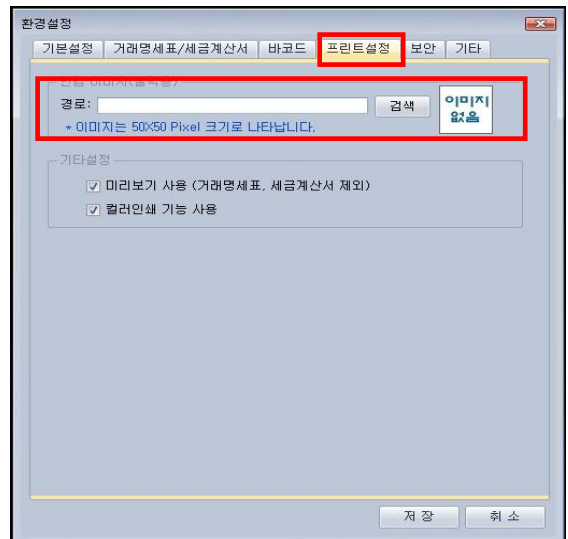 환경설정
기본설정 거래명세표/세금계산서 바코드 프린트설정 보안 기타
경로: 검색 이미지
없음
* 이미지는 50X50 Pixel 크기로 나타납니다.
기타설정
미리보기 사용 (거래명세표, 세금계산서 제외)
컬러인쇄 기능 사용
저 장 취 소